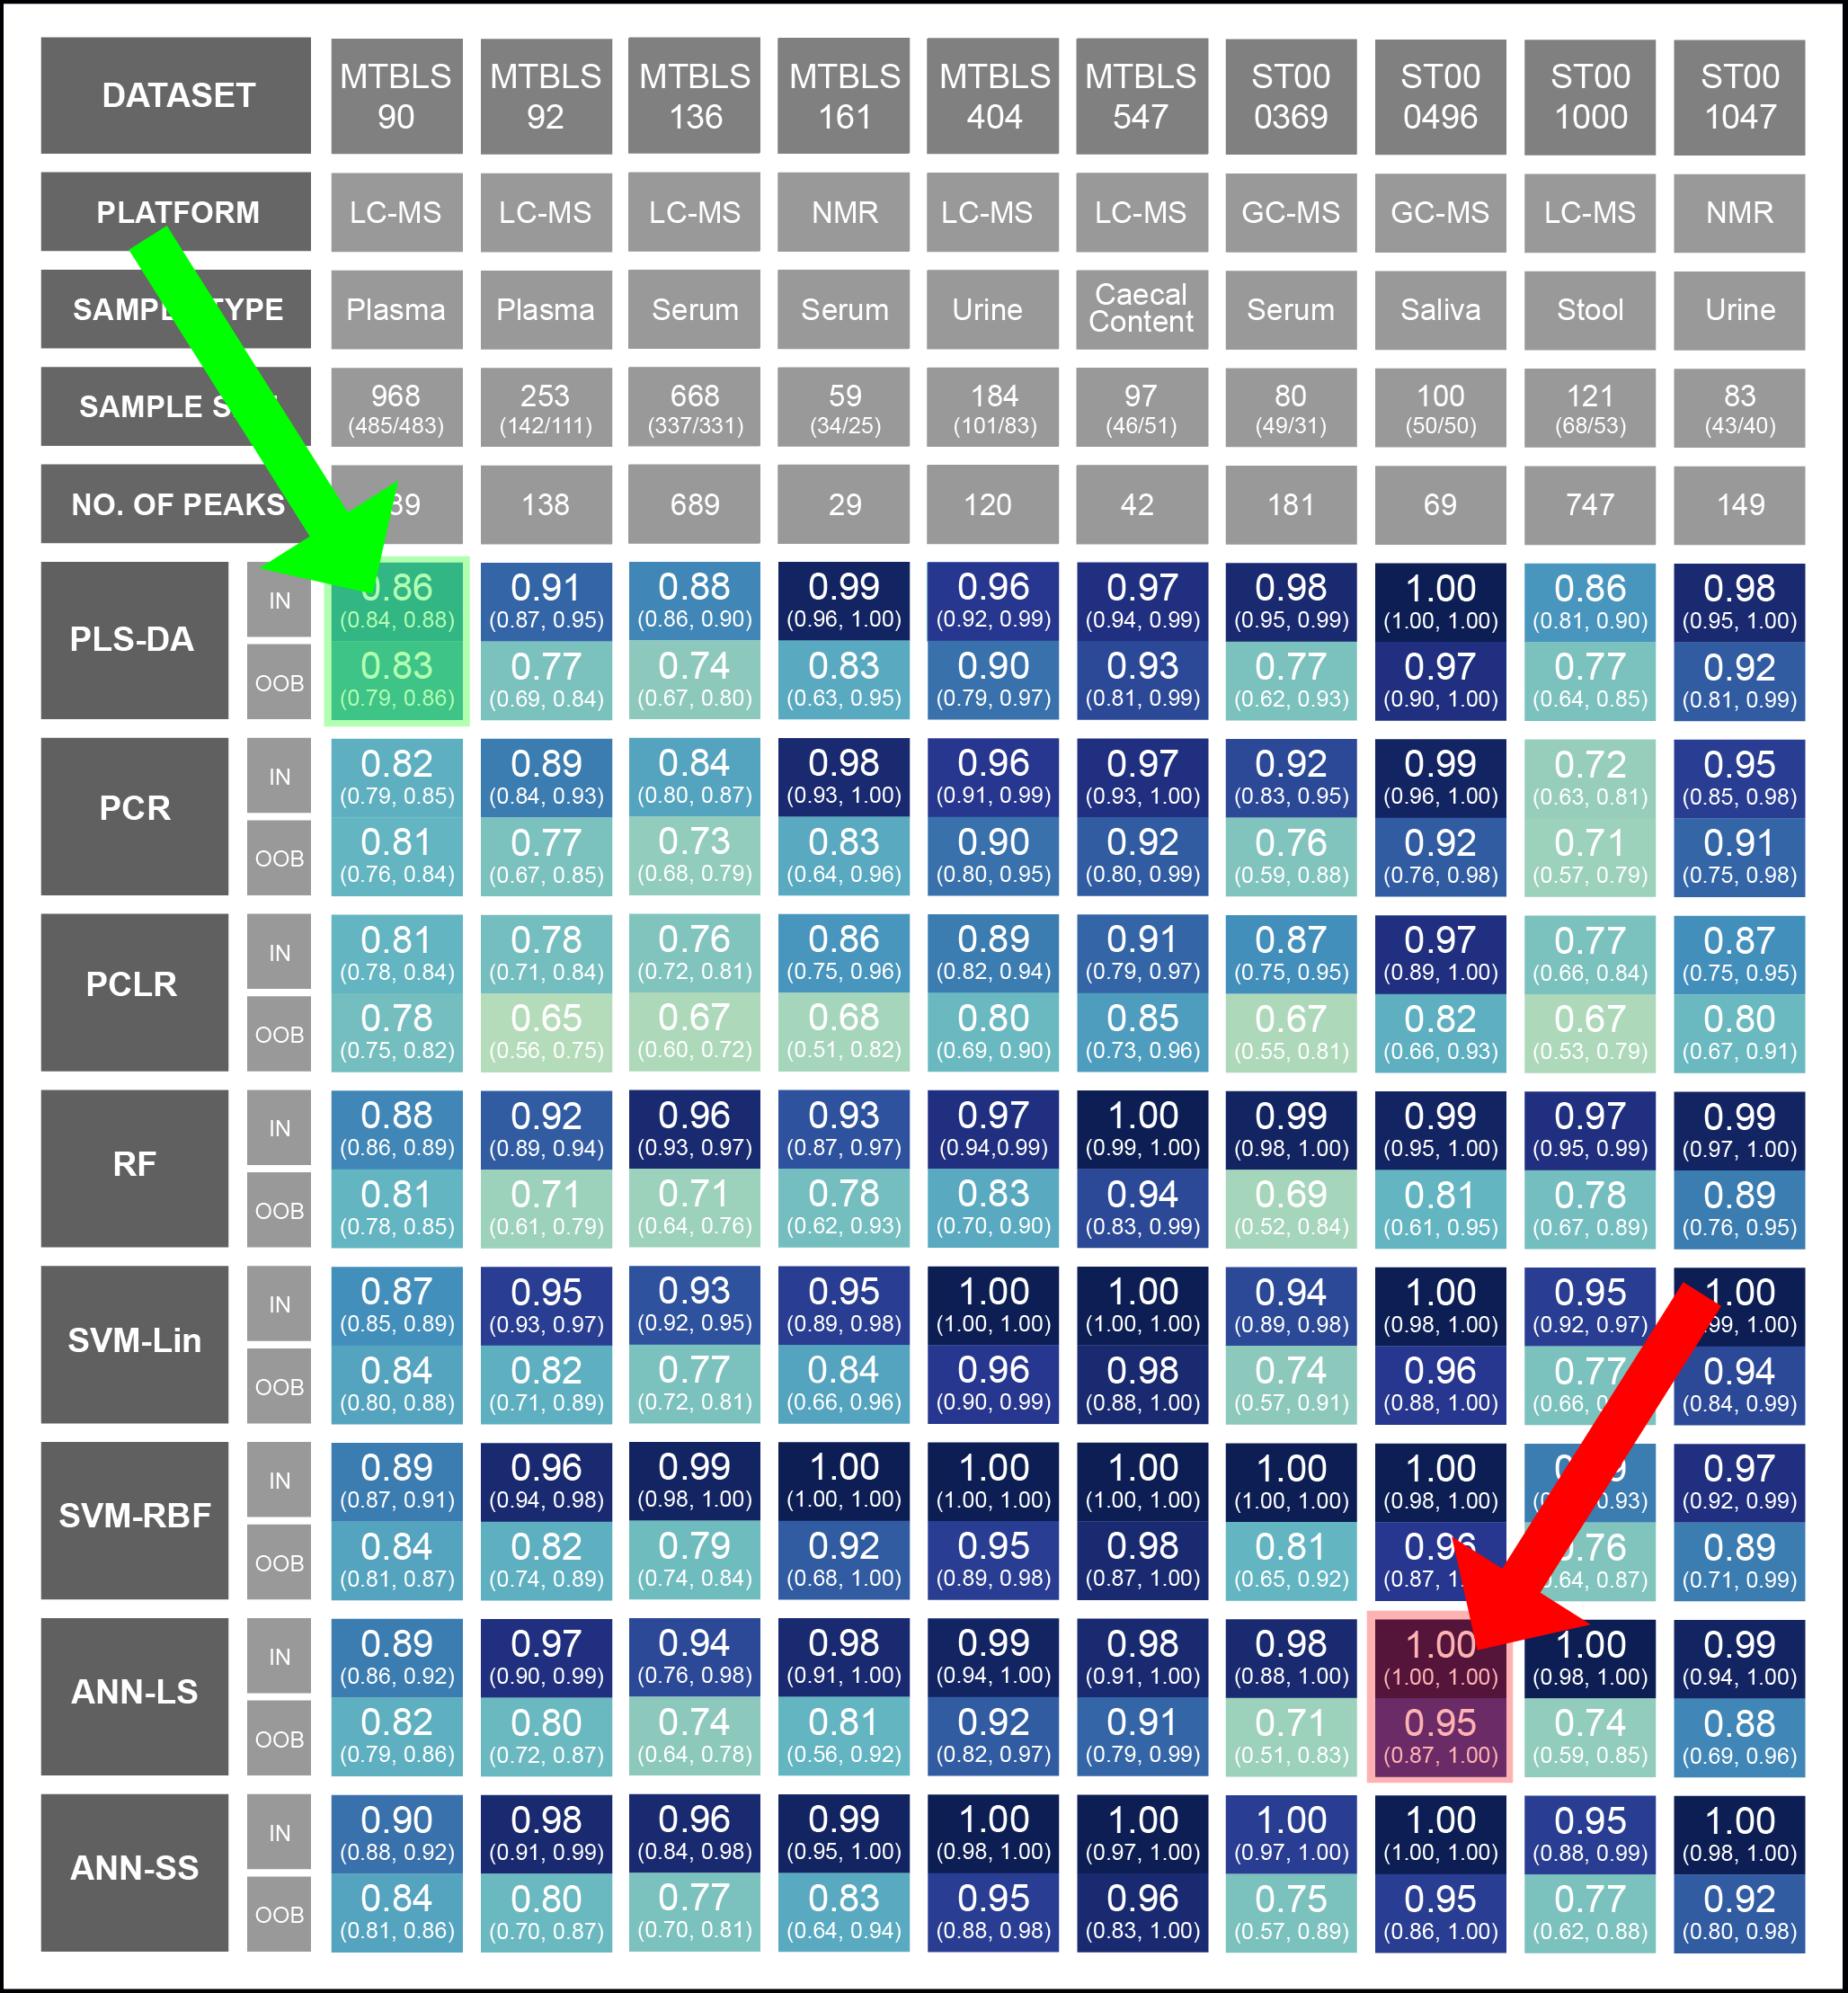 DATASET MTBLS 90 MTBLS 92 MTBLS 136 MTBLS 161 MTBLS 404 MTBLS 547 ST00 0369 ST00 0496 ST00 1000 ST00 1047
PLATFORM LC-MS LC-MS LC-MS NMR LC-MS LC-MS GC-MS GC-MS LC-MS NMR
SAMPLE TYPE Plasma Plasma Serum Serum Urine Caecal Content Serum Saliva Stool Urine
SAMPLE 968 253 668 59 184 97 80 100 121 83
(485/483) (142/111) (337/331) (34/25) (101/83) (46/51) (49/31) (50/50) (68/53) (43/40)
NO. OF PEAKS 138 689 29 120 42 181 69 747 149
PLS-DA
IN 0.86 0.91 0.88 0.99 0.96 0.97 0.98 1.00 0.86 0.98
(0.84, 0.88) (0.87, 0.95) (0.86, 0.90) (0.96, 1.00) (0.92, 0.99) (0.94, 0.99) (0.95, 0.99) (1.00, 1.00) (0.81, 0.90) (0.95, 1.00)
OOB 0.83 0.77 0.74 0.83 0.90 0.93 0.77 0.97 0.77 0.92
(0.79, 0.86) (0.69, 0.84) (0.67, 0.80) (0.63, 0.95) (0.79, 0.97) (0.81, 0.99) (0.62, 0.93) (0.90, 1.00) (0.64, 0.85) (0.81, 0.99)
PCR
IN 0.82 0.89 0.84 0.98 0.96 0.97 0.92 0.99 0.72 0.95
(0.79, 0.85) (0.84, 0.93) (0.80, 0.87) (0.93, 1.00) (0.91, 0.99) (0.93, 1.00) (0.83, 0.95) (0.96, 1.00) (0.63, 0.81) (0.85, 0.98)
OOB 0.81 0.77 0.73 0.83 0.90 0.92 0.76 0.92 0.71 0.91
(0.76, 0.84) (0.67, 0.85) (0.68, 0.79) (0.64, 0.96) (0.80, 0.95) (0.80, 0.99) (0.59, 0.88) (0.76, 0.98) (0.57, 0.79) (0.75, 0.98)
PCLR
IN 0.81 0.78 0.76 0.86 0.89 0.91 0.87 0.97 0.77 0.87
(0.78, 0.84) (0.71, 0.84) (0.72, 0.81) (0.75, 0.96) (0.82, 0.94) (0.79, 0.97) (0.75, 0.95) (0.89, 1.00) (0.66, 0.84) (0.75, 0.95)
OOB 0.78 0.65 0.67 0.68 0.80 0.85 0.67 0.82 0.67 0.80
(0.75, 0.82) (0.56, 0.75) (0.60, 0.72) (0.51, 0.82) (0.69, 0.90) (0.73, 0.96) (0.55, 0.81) (0.66, 0.93) (0.53, 0.79) (0.67, 0.91)
RF
IN 0.88 0.92 0.96 0.93 0.97 1.00 0.99 0.99 0.97 0.99
(0.86, 0.89) (0.89, 0.94) (0.93, 0.97) (0.87, 0.97) (0.94,0.99) (0.99, 1.00) (0.98, 1.00) (0.95, 1.00) (0.95, 0.99) (0.97, 1.00)
OOB 0.81 0.71 0.71 0.78 0.83 0.94 0.69 0.81 0.78 0.89
(0.78, 0.85) (0.61, 0.79) (0.64, 0.76) (0.62, 0.93) (0.70, 0.90) (0.83, 0.99) (0.52, 0.84) (0.61, 0.95) (0.67, 0.89) (0.76, 0.95)
SVM-Lin
IN 0.87 0.95 0.93 0.95 1.00 1.00 0.94 1.00 0.95 1.00
(0.85, 0.89) (0.93, 0.97) (0.92, 0.95) (0.89, 0.98) (1.00, 1.00) (1.00, 1.00) (0.89, 0.98) (0.98, 1.00) (0.92, 0.97) 1.00)
OOB 0.84 0.82 0.77 0.84 0.96 0.98 0.74 0.96 0.77 0.94
(0.80, 0.88) (0.71, 0.89) (0.72, 0.81) (0.66, 0.96) (0.90, 0.99) (0.88, 1.00) (0.57, 0.91) (0.88, 1.00) (0.66, (0.84, 0.99)
SVM-RBF
IN 0.89 0.96 0.99 1.00 1.00 1.00 1.00 1.00 0.97
(0.87, 0.91) (0.94, 0.98) (0.98, 1.00) (1.00, 1.00) (1.00, 1.00) (1.00, 1.00) (1.00, 1.00) (0.98, 1.00) 0.93) (0.92, 0.99)
OOB 0.84 0.82 0.79 0.92 0.95 0.98 0.81 0.96 0.76 0.89
(0.81, 0.87) (0.74, 0.89) (0.74, 0.84) (0.68, 1.00) (0.89, 0.98) (0.87, 1.00) (0.65, 0.92) (0.87, 0.64, 0.87) (0.71, 0.99)
ANN-LS
IN 0.89 0.97 0.94 0.98 0.99 0.98 0.98 1.00 1.00 0.99
(0.86, 0.92) (0.90, 0.99) (0.76, 0.98) (0.91, 1.00) (0.94, 1.00) (0.91, 1.00) (0.88, 1.00) (1.00, 1.00) (0.98, 1.00) (0.94, 1.00)
OOB 0.82 0.80 0.74 0.81 0.92 0.91 0.71 0.95 0.74 0.88
(0.79, 0.86) (0.72, 0.87) (0.64, 0.78) (0.56, 0.92) (0.82, 0.97) (0.79, 0.99) (0.51, 0.83) (0.87, 1.00) (0.59, 0.85) (0.69, 0.96)
ANN-SS
IN 0.90 0.98 0.96 0.99 1.00 1.00 1.00 1.00 0.95 1.00
(0.88, 0.92) (0.91, 0.99) (0.84, 0.98) (0.95, 1.00) (0.98, 1.00) (0.97, 1.00) (0.97, 1.00) (1.00, 1.00) (0.88, 0.99) (0.98, 1.00)
OOB 0.84 0.80 0.77 0.83 0.95 0.96 0.75 0.95 0.77 0.92
(0.81, 0.86) (0.70, 0.87) (0.70, 0.81) (0.64, 0.94) (0.88, 0.98) (0.83, 1.00) (0.57, 0.89) (0.86, 1.00) (0.62, 0.88) (0.80, 0.98)